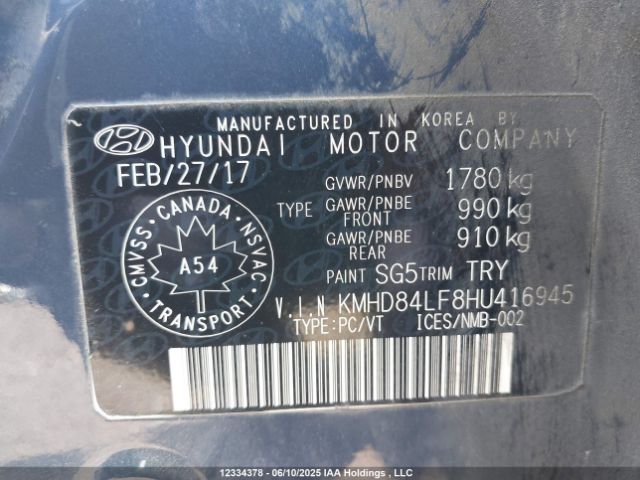 MANUFACTURED IN KOREA BY
HYUNDAI MOTOR COMPANY
FEB/27/17
GVWR/PNBV 1780 kg
TYPE GAWR/PNBE FRONT 990 kg
GAWR/PNBE REAR 910 kg
PAINT SG5 TRIM TRY
V.I.N KMHD84LF8HU416945
TYPE:PC/VT ICES/NMB-002
CMVSS · CANADA · NSVAC
A54
TRANSPORT
12334378 - 06/10/2025 IAA Holdings , LLC